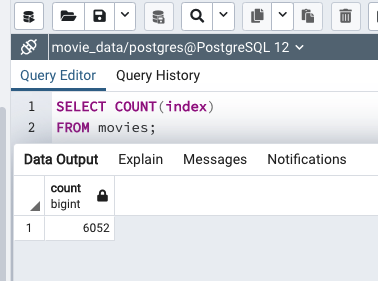 movie_data/postgres@PostgreSQL 12
Query Editor Query History
1 SELECT COUNT(index)
2 FROM movies;
Data Output Explain Messages Notifications
count
bigint
1 6052